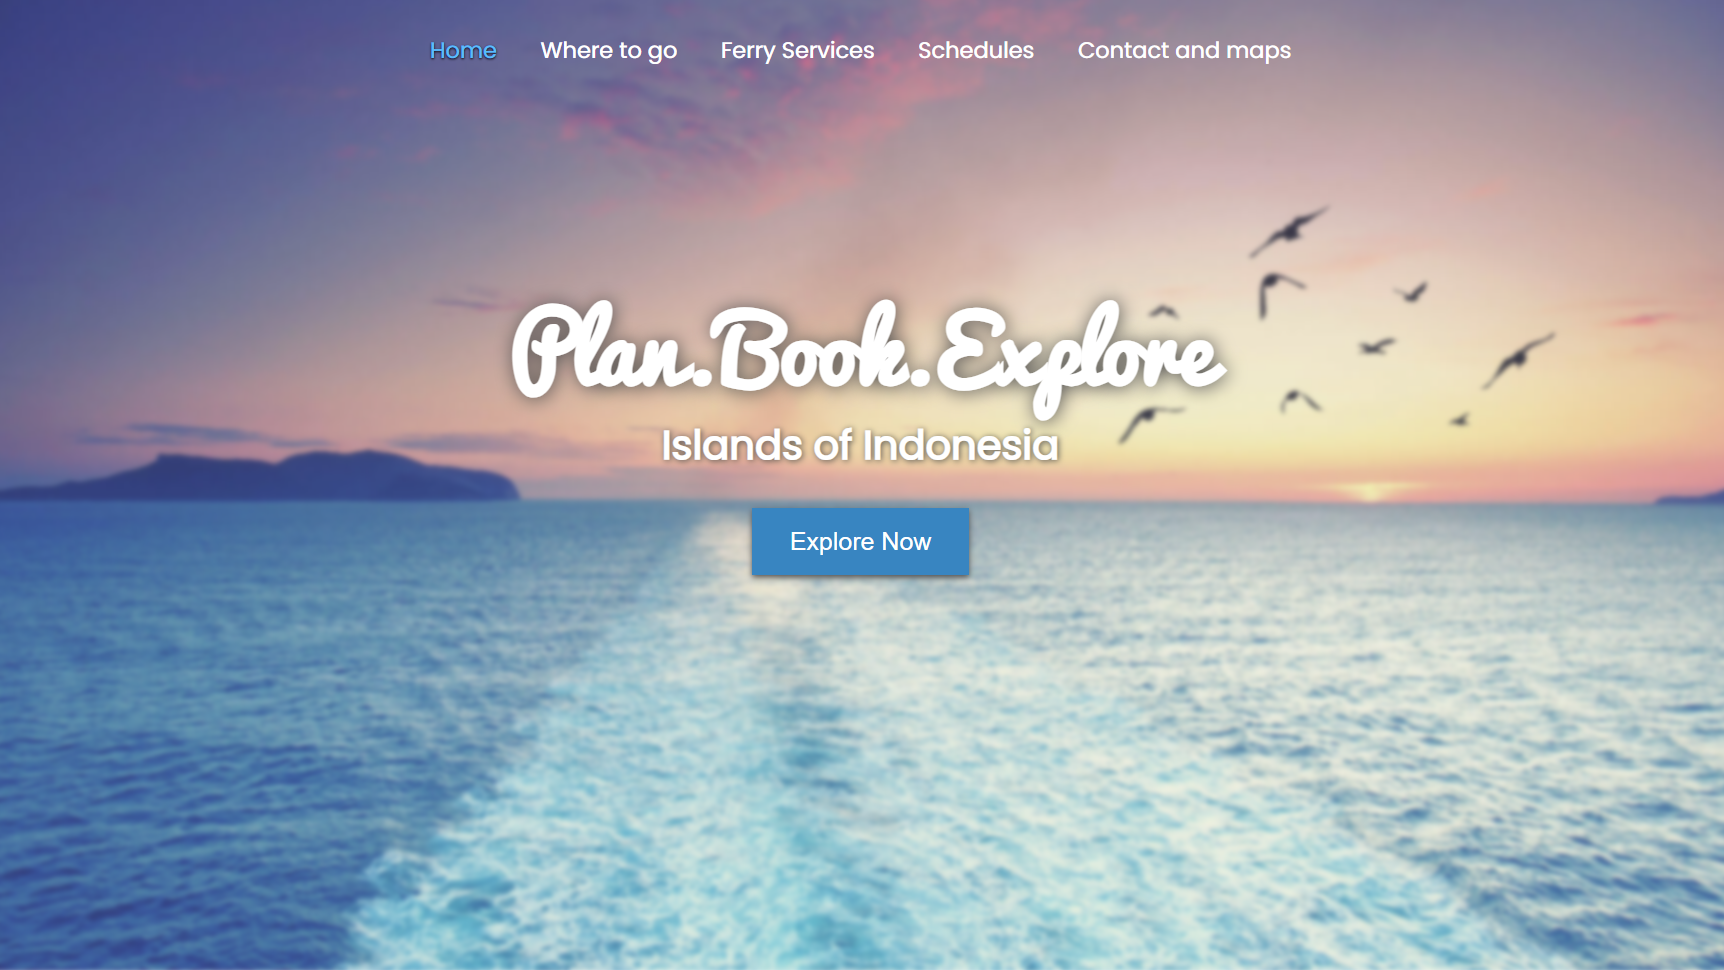 Home Where to go Ferry Services Schedules Contact and maps
Plan.Book.Explore
Islands of Indonesia
Explore Now